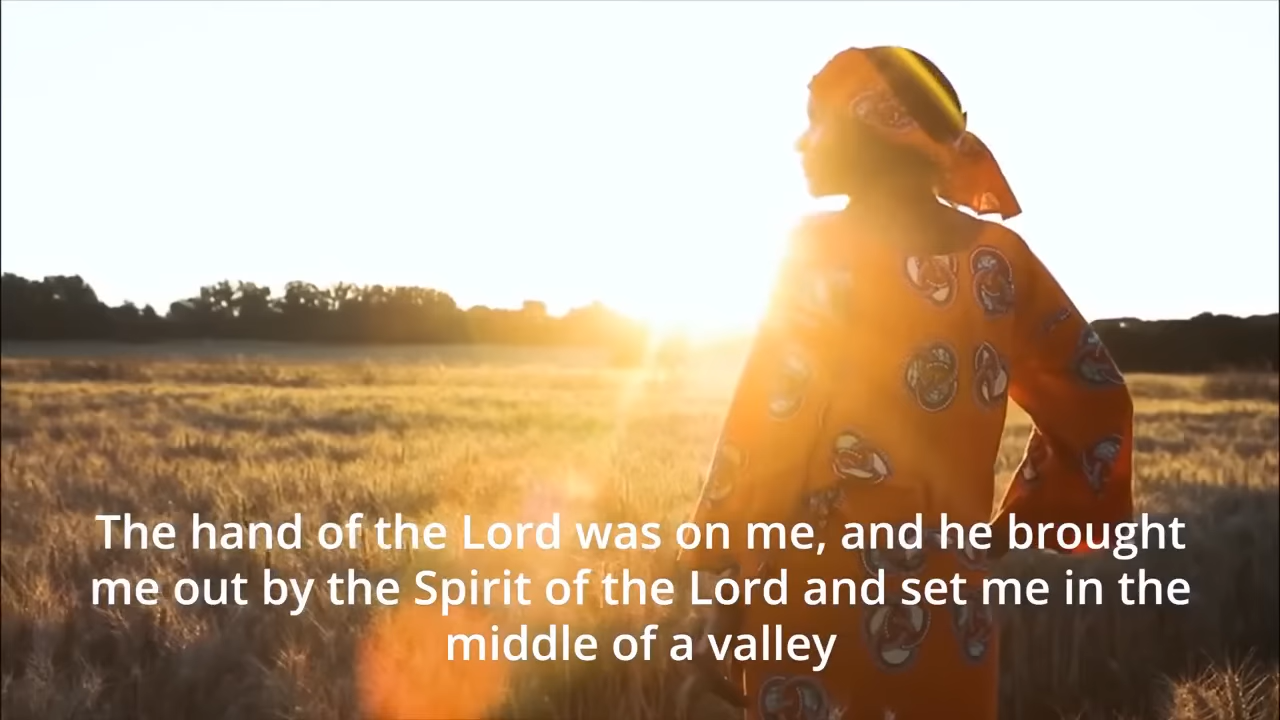 The hand of the Lord was on me, and he brought
me out by the Spirit of the Lord and set me in the
middle of a valley